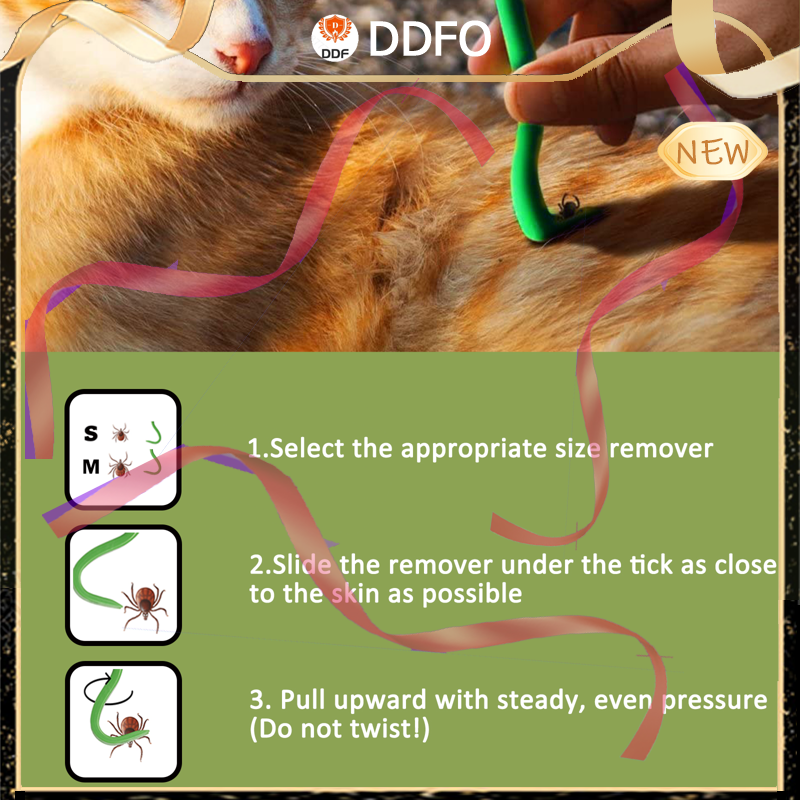 DDF
DDFO
NEW
S
M
1.Select the appropriate size remover
2.Slide the remover under the tick as close
to the skin as possible
3. Pull upward with steady, even pressure
(Do not twist!)